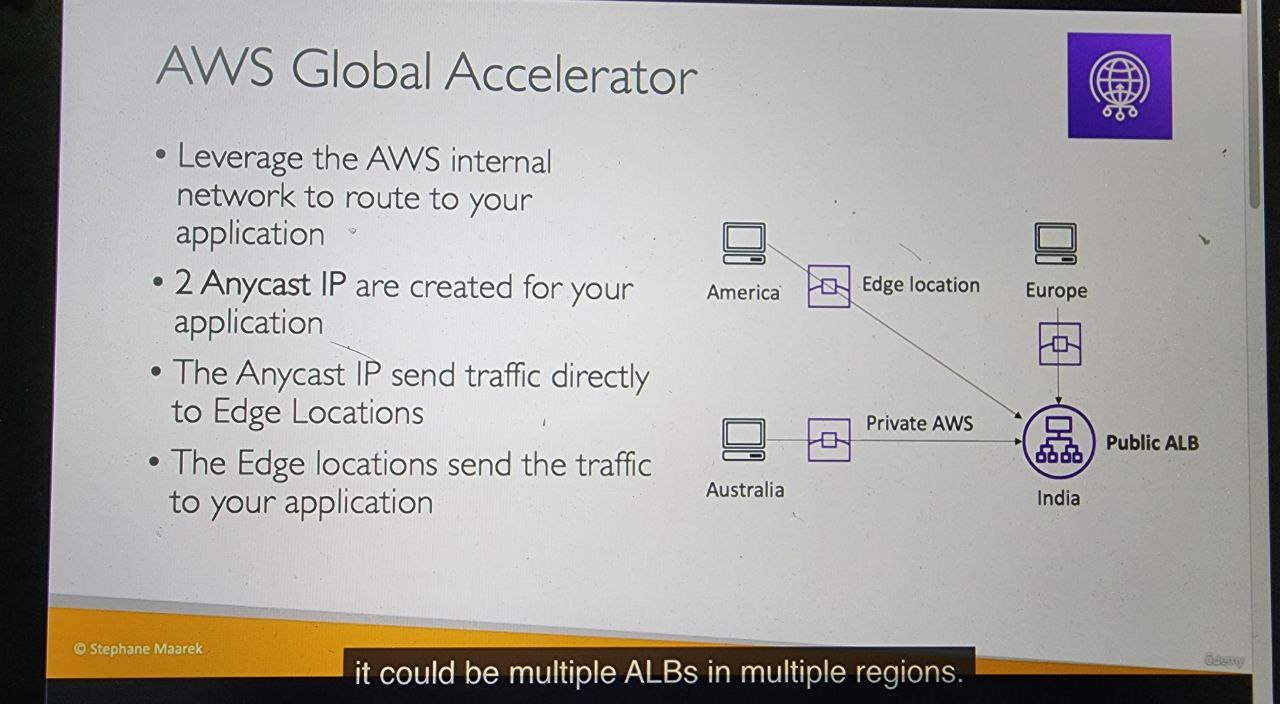 AWS Global Accelerator
• Leverage the AWS internal
network to route to your
application
• 2 Anycast IP are created for your
application
• The Anycast IP send traffic directly
to Edge Locations
• The Edge locations send the traffic
to your application
America
Edge location
Europe
Private AWS
Public ALB
Australia
India
© Stephane Maarek
ûdemy
it could be multiple ALBs in multiple regions.